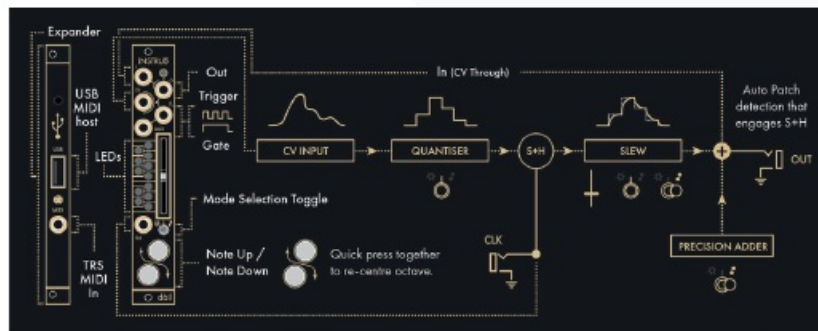 Expander
INSTRUŌ
USB
MIDI
host
LEDs
TRS
MIDI
In
Out
Trigger
Gate
Mode Selection Toggle
Note Up /
Note Down
Quick press together
to re-centre octave.
In (CV Through)
CV INPUT
QUANTISER
S+H
SLEW
CLK
PRECISION ADDER
Auto Patch
detection that
engages S+H
OUT